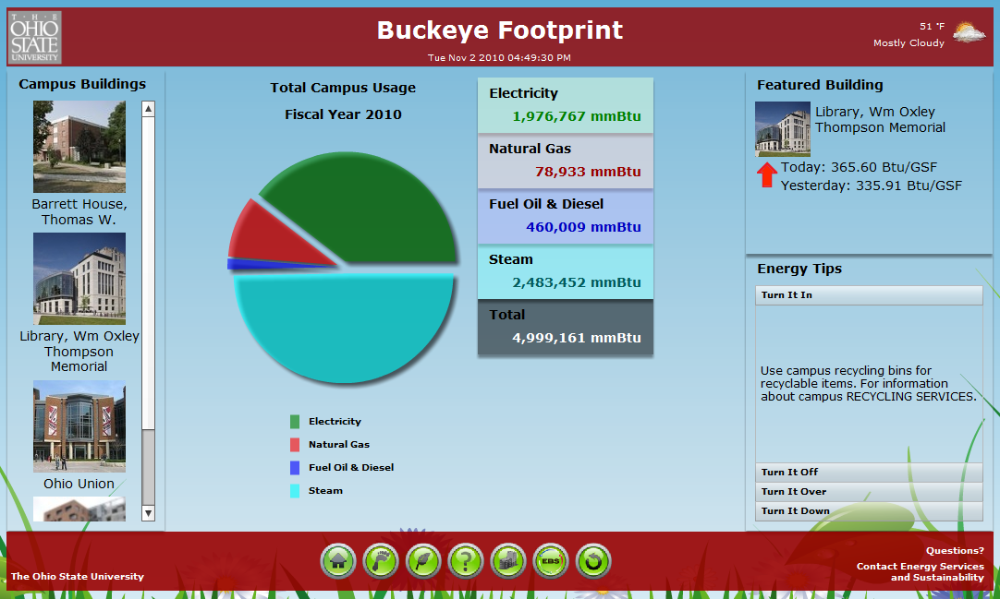 T · H · E
OHIO
STATE
UNIVERSITY
Buckeye Footprint
Tue Nov 2 2010 04:49:30 PM
51 °F
Mostly Cloudy
Campus Buildings
Barrett House,
Thomas W.
Library, Wm Oxley
Thompson
Memorial
Ohio Union
Total Campus Usage
Fiscal Year 2010
Electricity
Natural Gas
Fuel Oil & Diesel
Steam
Electricity
1,976,767 mmBtu
Natural Gas
78,933 mmBtu
Fuel Oil & Diesel
460,009 mmBtu
Steam
2,483,452 mmBtu
Total
4,999,161 mmBtu
Featured Building
Library, Wm Oxley
Thompson Memorial
Today: 365.60 Btu/GSF
Yesterday: 335.91 Btu/GSF
Energy Tips
Turn It In
Use campus recycling bins for
recyclable items. For information
about campus RECYCLING SERVICES.
Turn It Off
Turn It Over
Turn It Down
The Ohio State University
?
EBS
Questions?
Contact Energy Services
and Sustainability